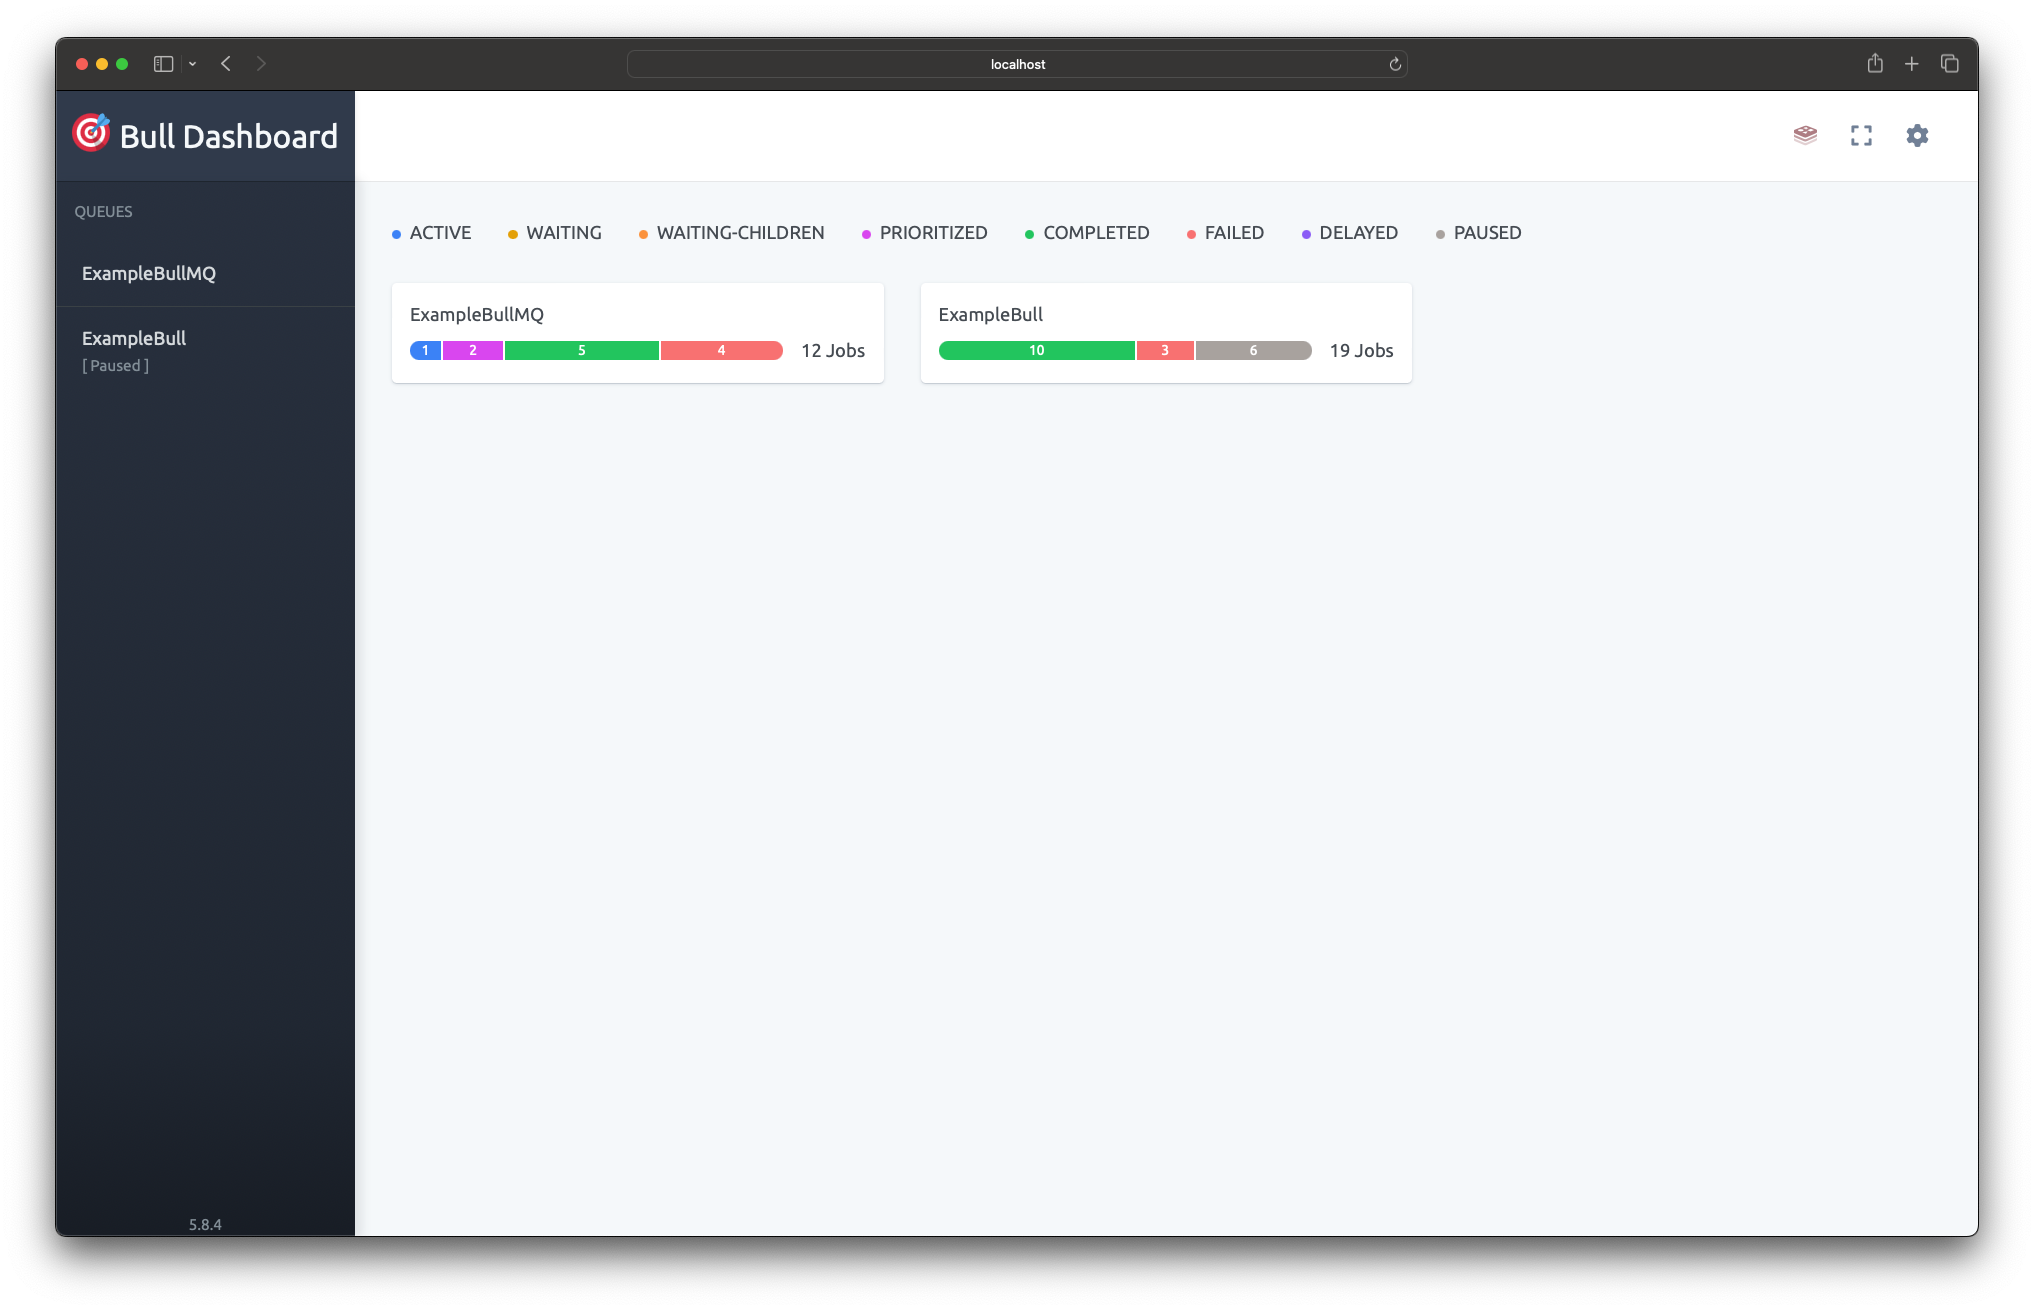 localhost
Bull Dashboard
QUEUES
ExampleBullMQ
ExampleBull
[ Paused ]
5.8.4
ACTIVE WAITING WAITING-CHILDREN PRIORITIZED COMPLETED FAILED DELAYED PAUSED
ExampleBullMQ
1 2 5 4 12 Jobs
ExampleBull
10 3 6 19 Jobs